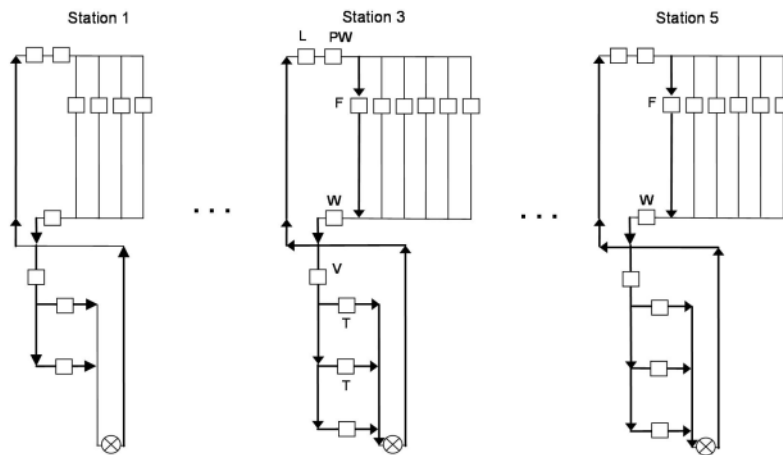 Station 1
Station 3
Station 5
L PW
F
F
. . .
. . .
W
W
V
T
T